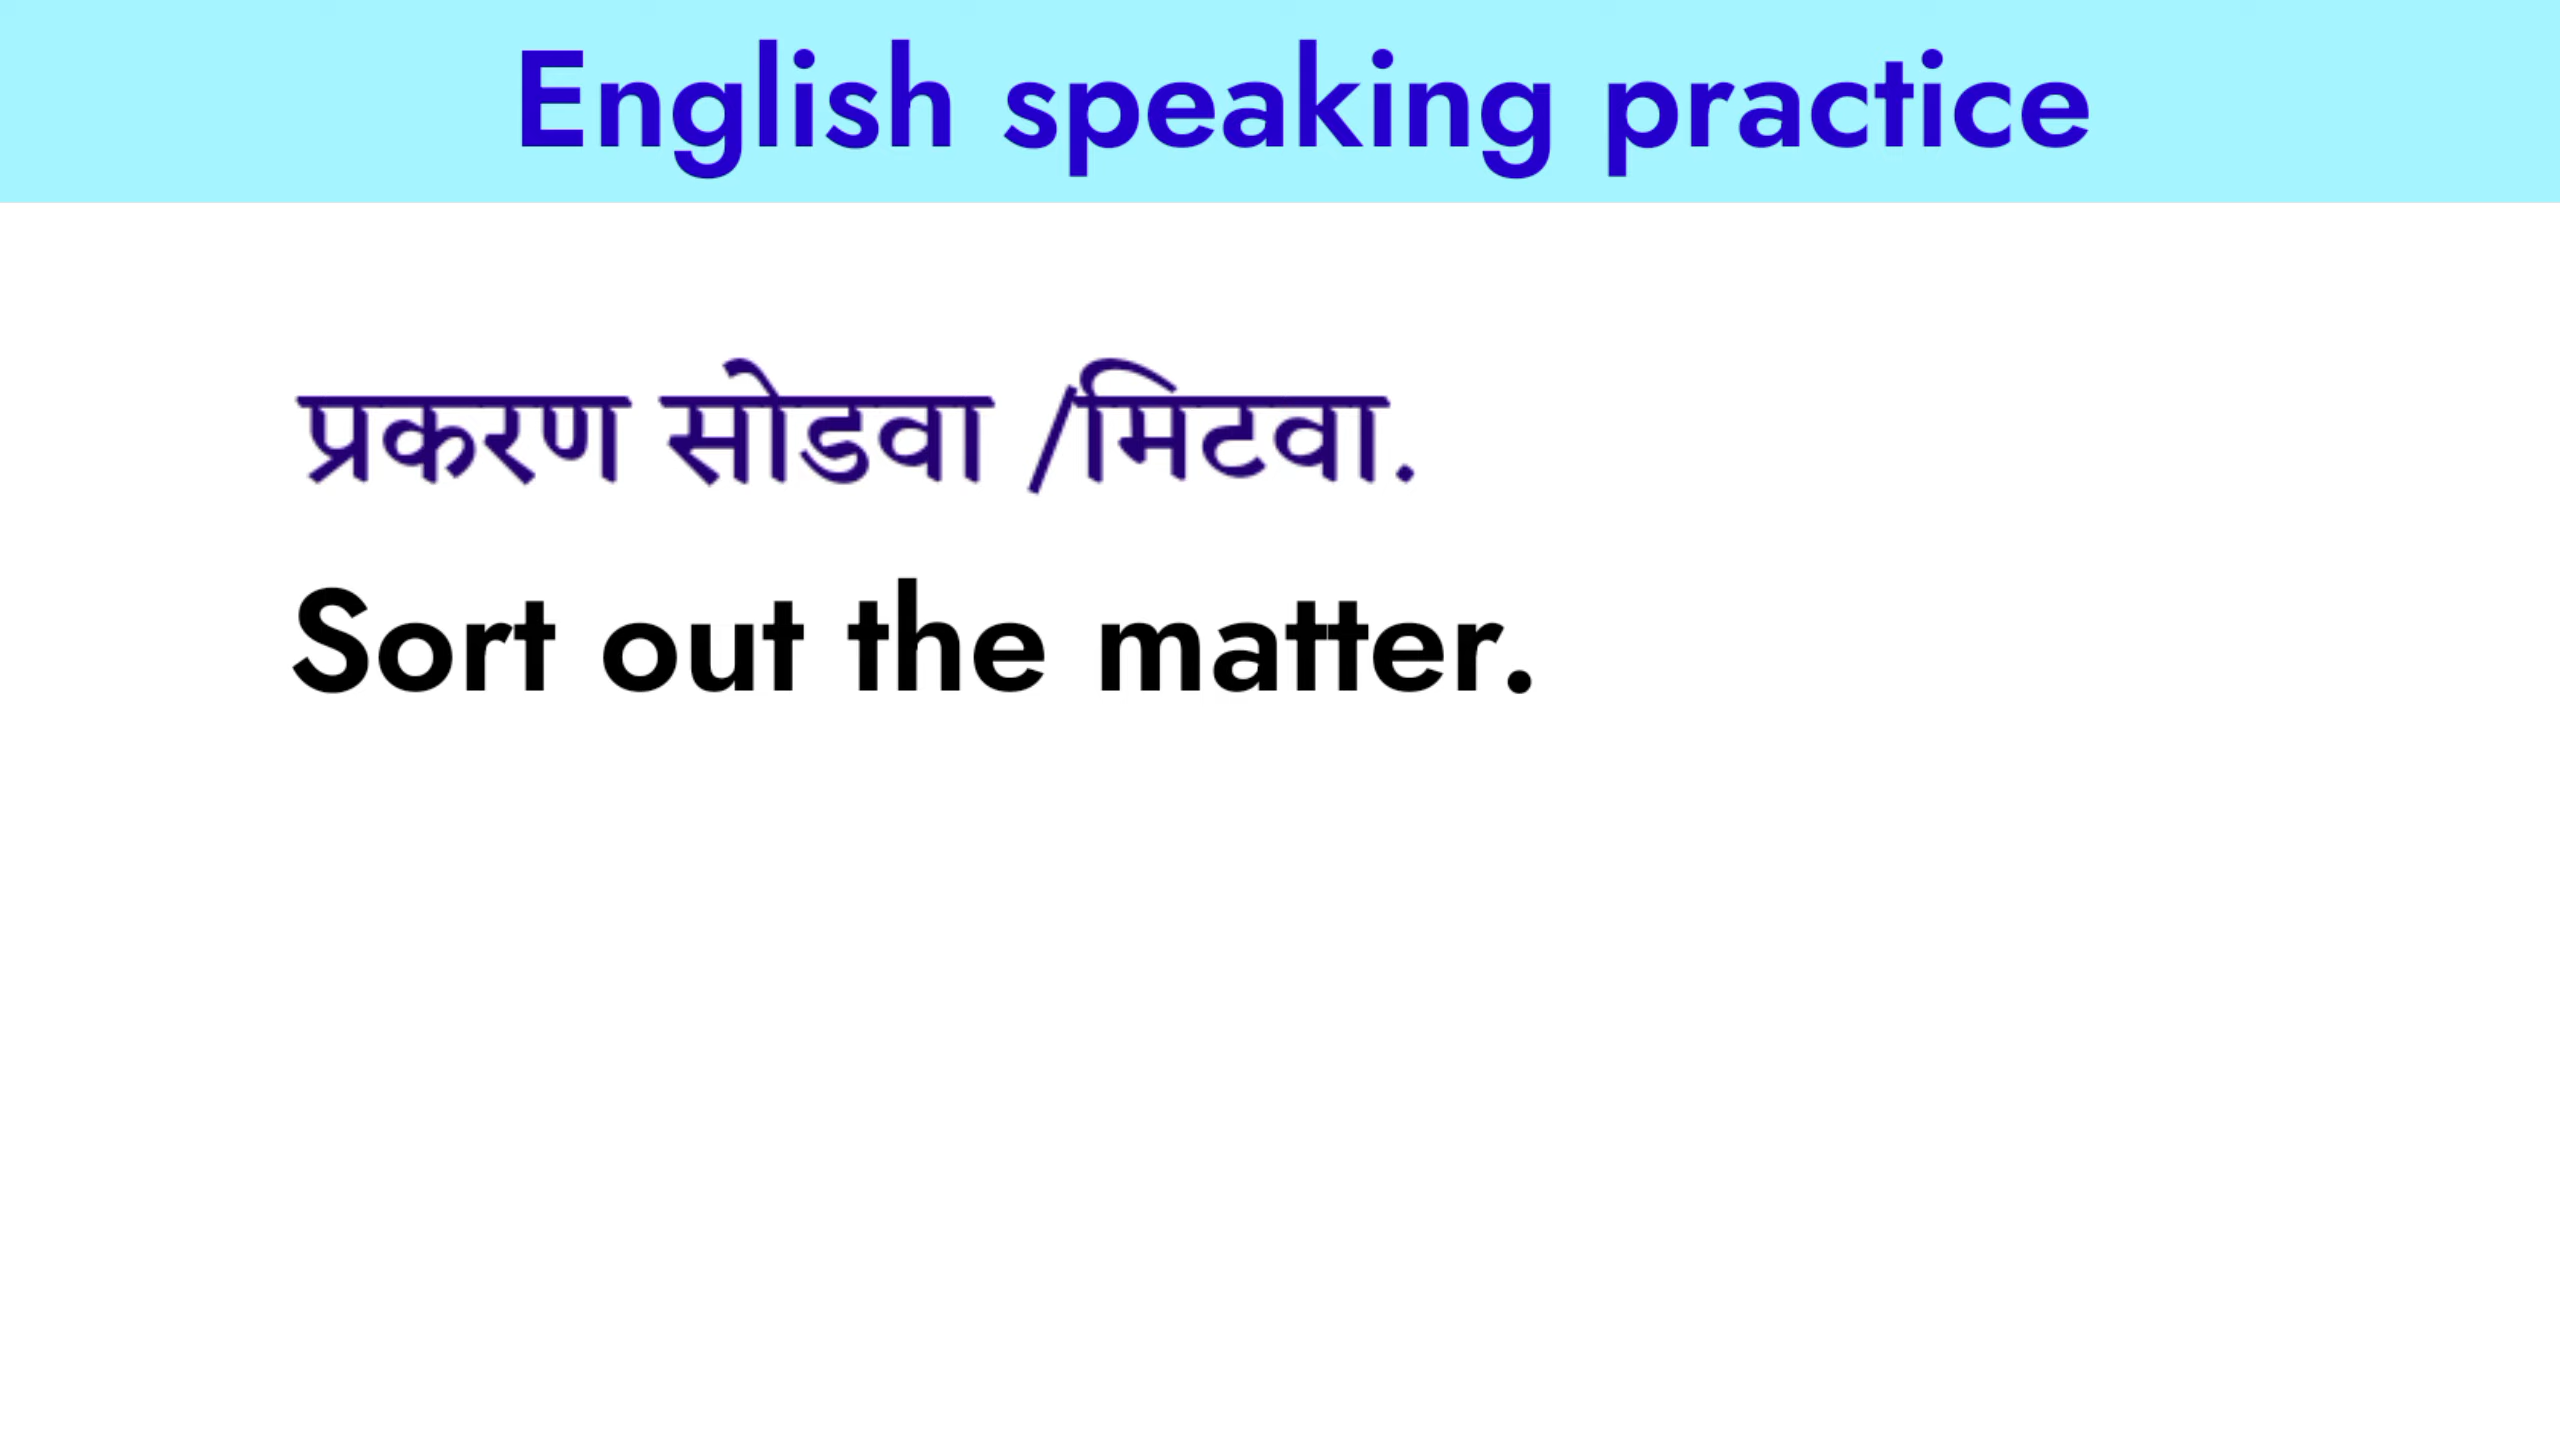 English speaking practice
प्रकरण सोडवा /मिटवा.
Sort out the matter.